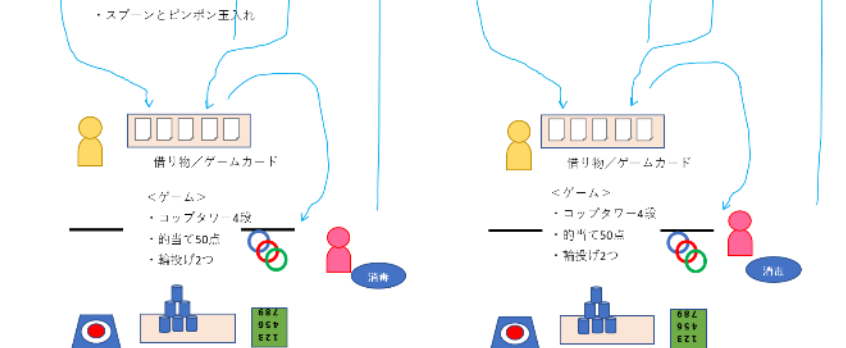 ・スプーンとピンポン玉入れ
借り物／ゲームカード
＜ゲーム＞
・コップタワー4段
・的当て50点
・輪投げ2つ
消毒
789
456
123
借り物／ゲームカード
＜ゲーム＞
・コップタワー4段
・的当て50点
・輪投げ2つ
消毒
789
456
123